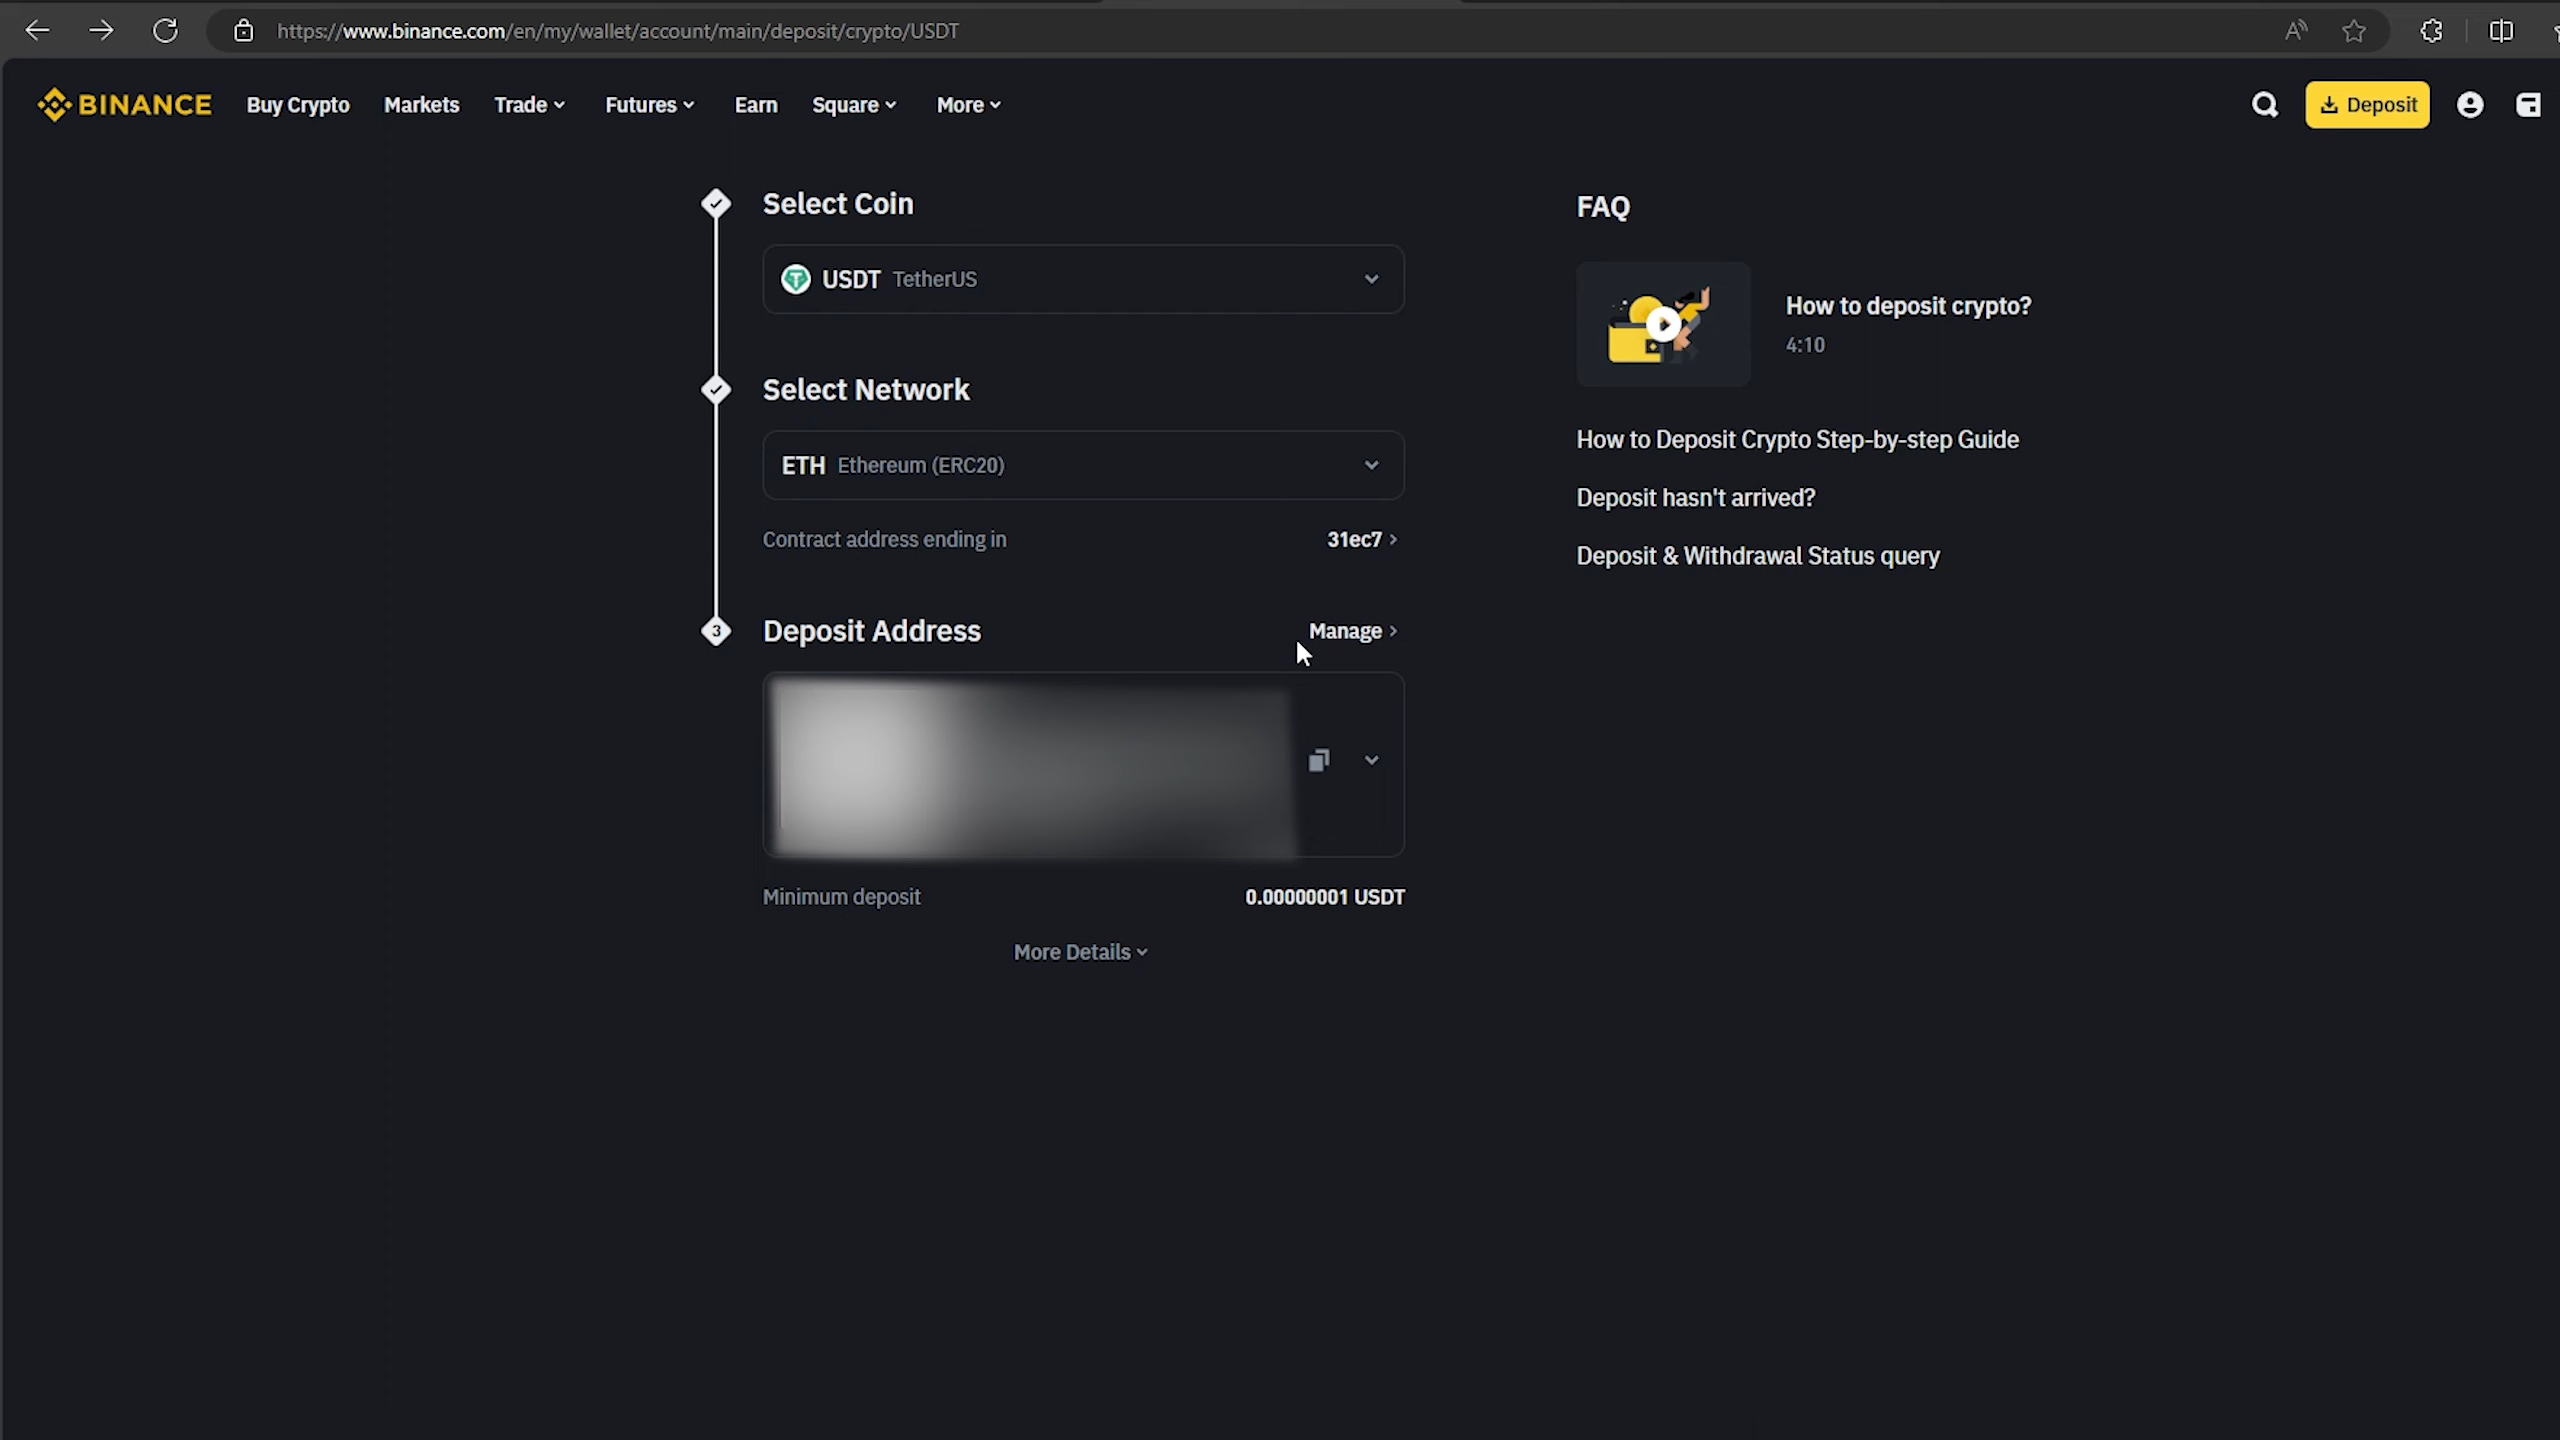 https://www.binance.com/en/my/wallet/account/main/deposit/crypto/USDT
BINANCE Buy Crypto Markets Trade Futures Earn Square More Deposit
Select Coin
USDT TetherUS
Select Network
ETH Ethereum (ERC20)
Contract address ending in 31ec7
3 Deposit Address Manage
Minimum deposit 0.00000001 USDT
More Details
FAQ
How to deposit crypto?
4:10
How to Deposit Crypto Step-by-step Guide
Deposit hasn't arrived?
Deposit & Withdrawal Status query